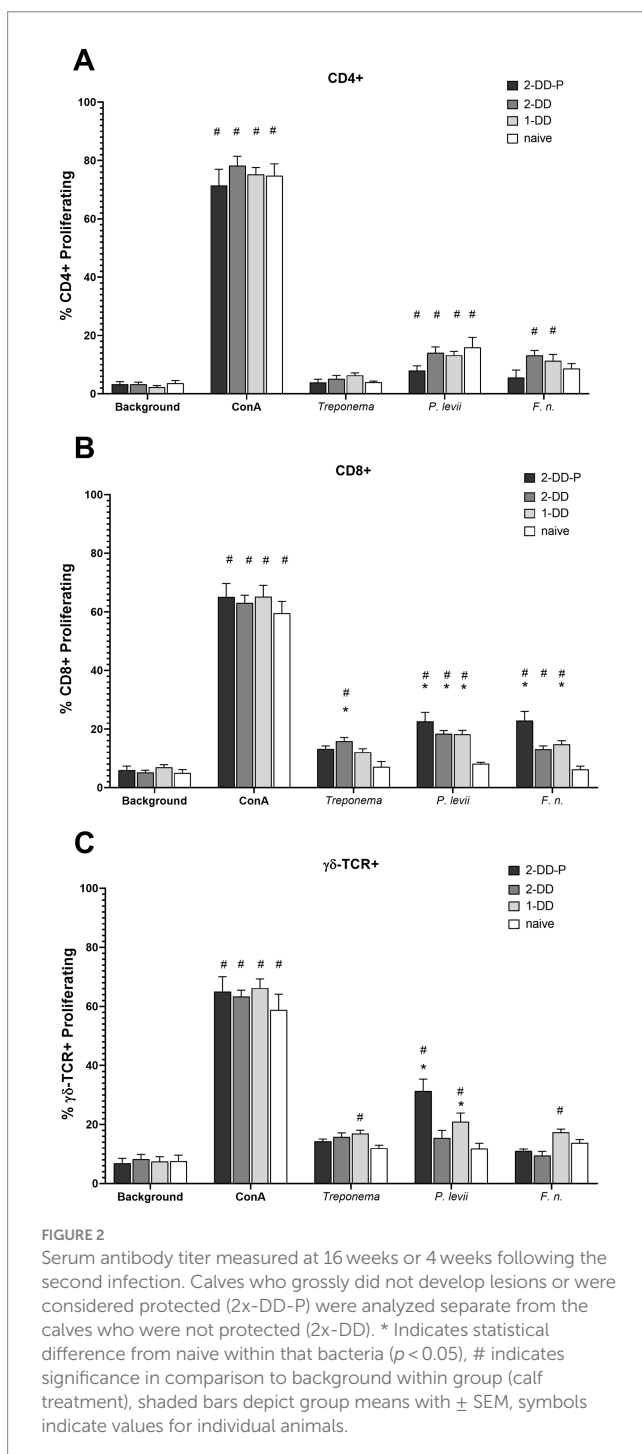 A
CD4+
2-DD-P
2-DD
1-DD
naive
% CD4+ Proliferating
100
80
60
40
20
0
# # # #
# # # #
# #
Background ConA Treponema P. levii F. n.
B
CD8+
2-DD-P
2-DD
1-DD
naive
% CD8+ Proliferating
100
80
60
40
20
0
# # # #
#
*
# # #
* * *
# # #
* *
Background ConA Treponema P. levii F. n.
C
γδ-TCR+
2-DD-P
2-DD
1-DD
naive
% γδ-TCR+ Proliferating
100
80
60
40
20
0
# # # #
#
# #
* *
#
Background ConA Treponema P. levii F. n.
FIGURE 2
Serum antibody titer measured at 16 weeks or 4 weeks following the
second infection. Calves who grossly did not develop lesions or were
considered protected (2x-DD-P) were analyzed separate from the
calves who were not protected (2x-DD). * Indicates statistical
difference from naive within that bacteria (p < 0.05), # indicates
significance in comparison to background within group (calf
treatment), shaded bars depict group means with ± SEM, symbols
indicate values for individual animals.